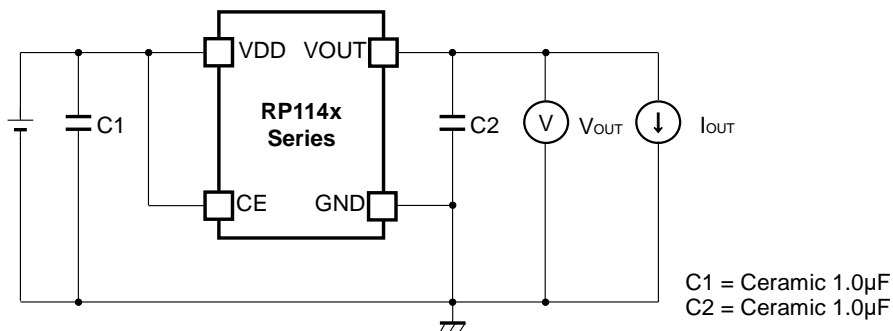 VDD VOUT
RP114x
Series
C1
C2
V
VOUT
IOUT
CE GND
C1 = Ceramic 1.0μF
C2 = Ceramic 1.0μF